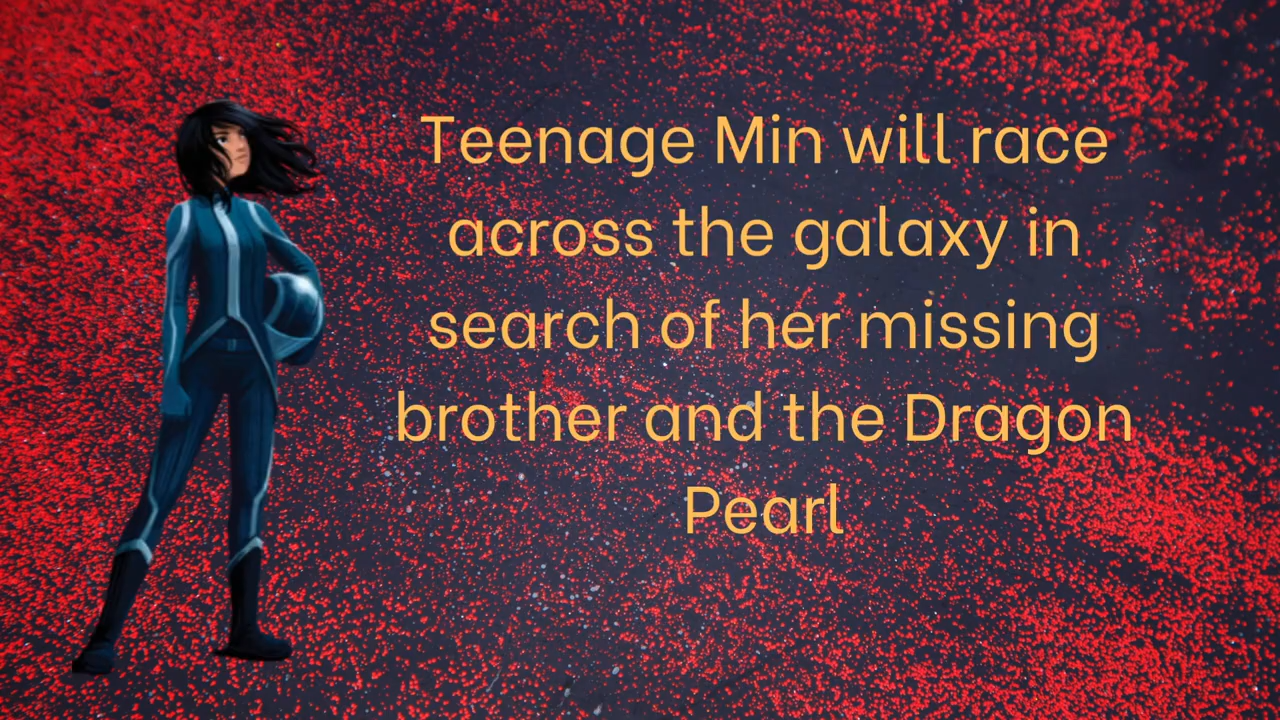 Teenage Min will race
across the galaxy in
search of her missing
brother and the Dragon
Pearl